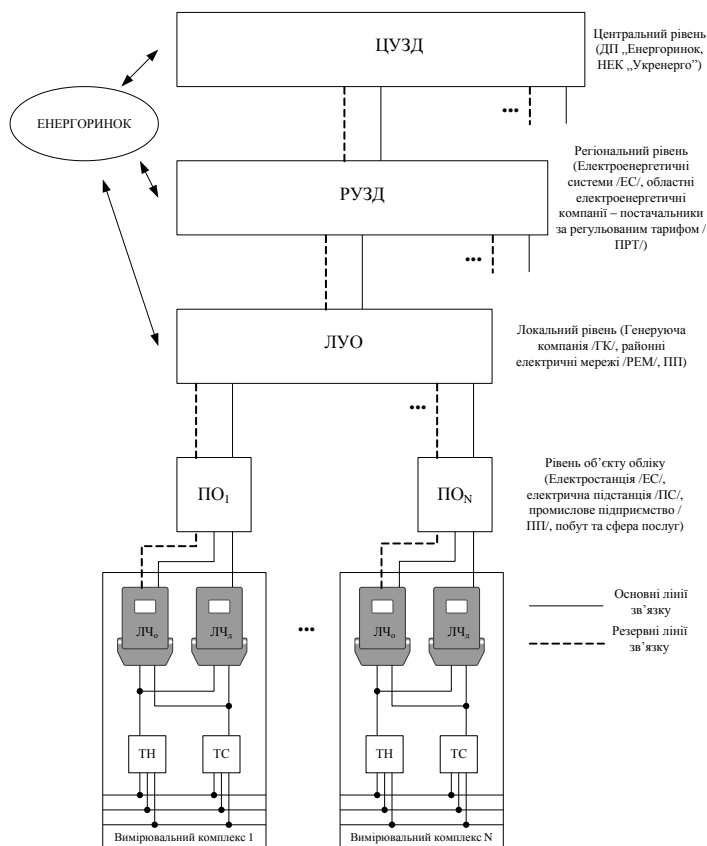 ЦУЗД
Центральний рівень
(ДП „Енергоринок,
НЕК „Укренерго”)
ЕНЕРГОРИНОК
...
РУЗД
Регіональний рівень
(Електроенергетичні
системи /ЕС/, обласні
електроенергетичні
компанії – постачальники
за регульованим тарифом /
ПРТ/)
...
ЛУО
Локальний рівень (Генеруюча
компанія /ГК/, районні
електричні мережі /РЕМ/, ПП)
...
ПО1
ПОN
Рівень об’єкту обліку
(Електростанція /ЕС/,
електрична підстанція /ПС/,
промислове підприємство /
ПП/, побут та сфера послуг)
ЛЧо
ЛЧд
...
ЛЧо
ЛЧд
Основні лінії
зв’язку
Резервні лінії
зв’язку
ТН
ТС
ТН
ТС
Вимірювальний комплекс 1
Вимірювальний комплекс N